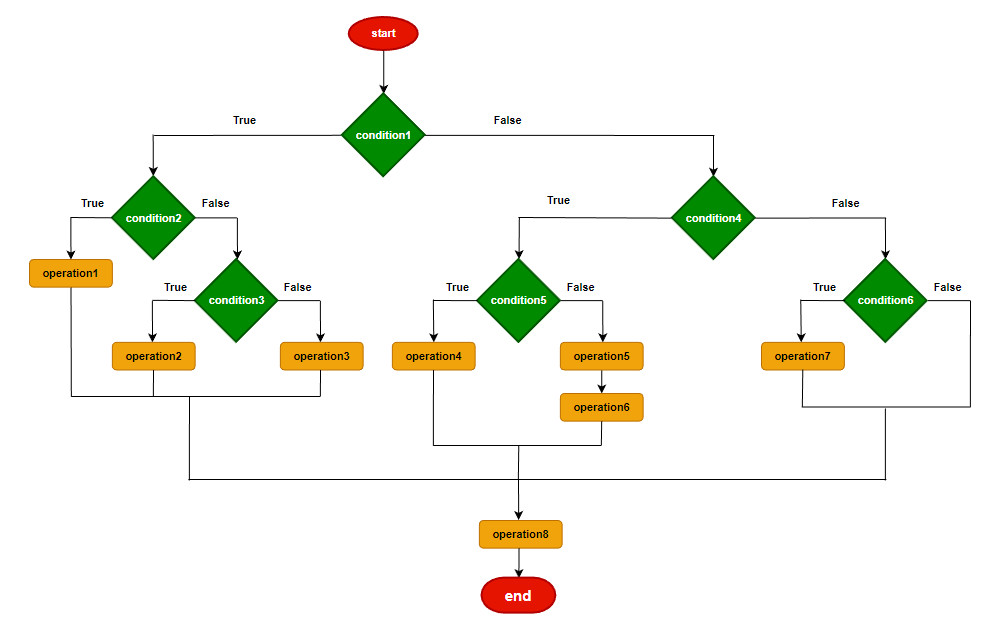 start
condition1
True
False
condition2
True
False
condition4
True
False
operation1
condition3
True
False
condition5
True
False
condition6
True
False
operation2
operation3
operation4
operation5
operation7
operation6
operation8
end